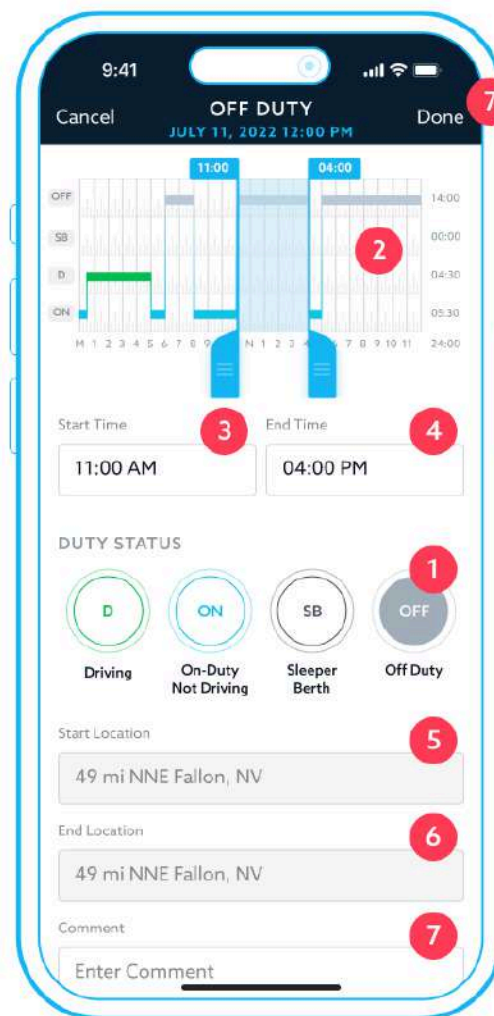 9:41
Cancel OFF DUTY Done 7
JULY 11, 2022 12:00 PM
11:00 04:00
OFF 14:00
SB 00:00
2
D 04:30
ON 05:30
M 1 2 3 4 5 6 7 8 9 N 1 2 3 4 6 7 8 9 10 11 24:00
Start Time 3 End Time 4
11:00 AM 04:00 PM
DUTY STATUS
1
D ON SB OFF
Driving On-Duty Sleeper Off Duty
Not Driving Berth
Start Location 5
49 mi NNE Fallon, NV
End Location 6
49 mi NNE Fallon, NV
Comment 7
Enter Comment